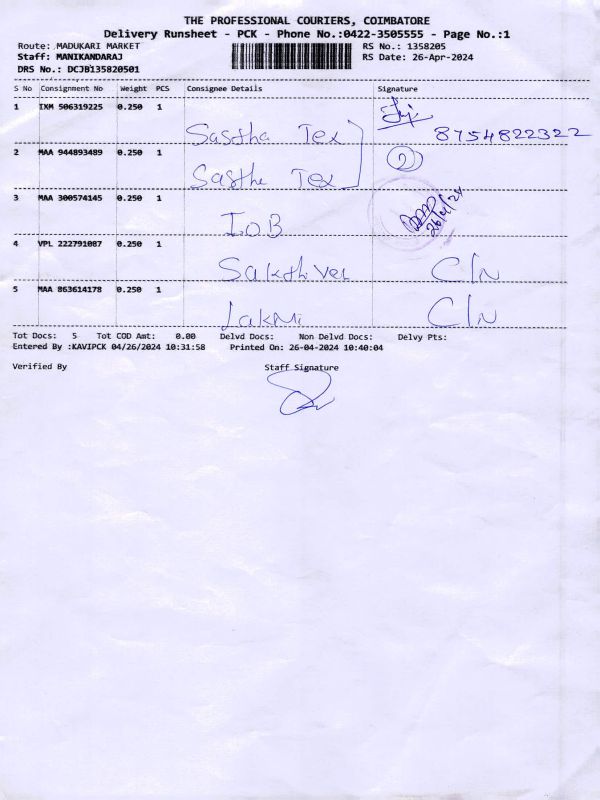 THE PROFESSIONAL COURIERS, COIMBATORE
Delivery Runsheet - PCK - Phone No.:0422-3505555 - Page No.:1
Route: MADUKARI MARKET RS No.: 1358205
Staff: MANIKANDARAJ RS Date: 26-Apr-2024
DRS No.: DCJB135820501
S No Consignment No Weight PCS Consignee Details Signature
1 IXM 506319225 0.250 1
Sastha Tex 8754822322
2 MAA 944893489 0.250 1 2
Sastha Tex
3 MAA 300574145 0.250 1
I.O.B 26/4/24
4 VPL 222791087 0.250 1
Sakthivel C/N
5 MAA 863614178 0.250 1
Lakmi C/N
Tot Docs: 5 Tot COD Amt: 0.00 Delvd Docs: Non Delvd Docs: Delvy Pts:
Entered By :KAVIPCK 04/26/2024 10:31:58 Printed On: 26-04-2024 10:40:04
Verified By Staff Signature